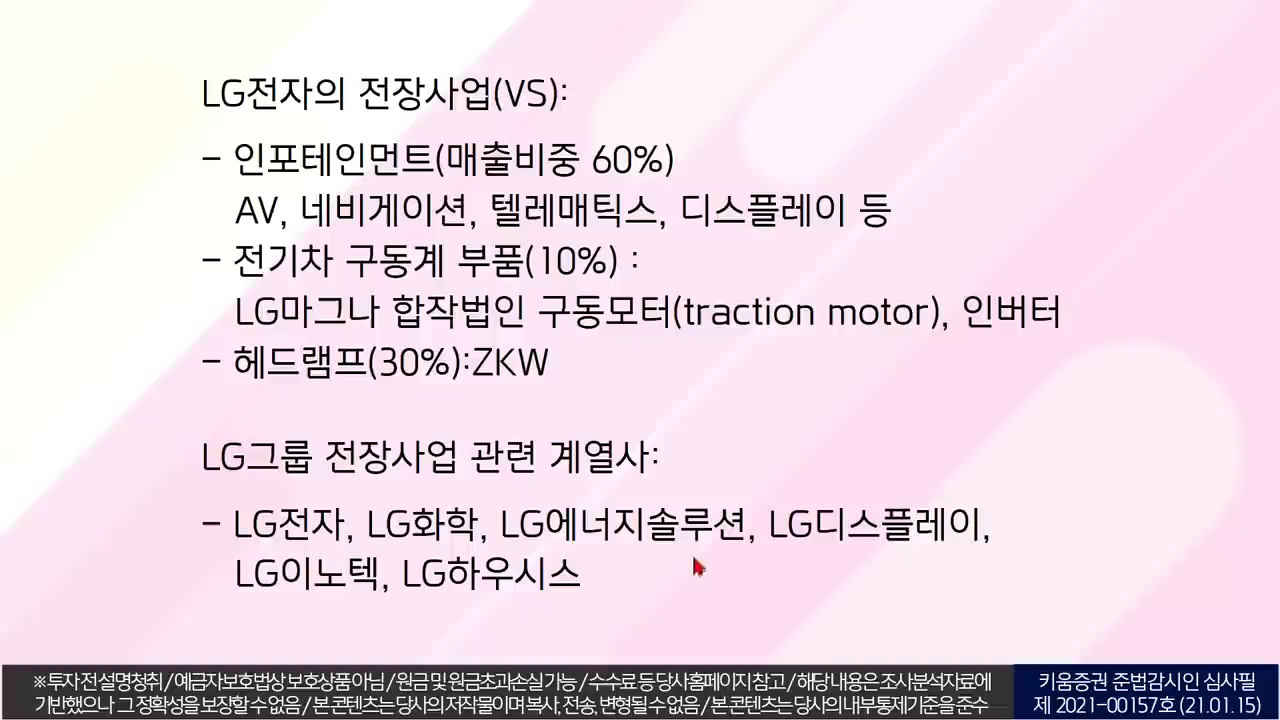 LG전자의 전장사업(VS):
- 인포테인먼트(매출비중 60%)
AV, 네비게이션, 텔레매틱스, 디스플레이 등
- 전기차 구동계 부품(10%) :
LG마그나 합작법인 구동모터(traction motor), 인버터
- 헤드램프(30%):ZKW
LG그룹 전장사업 관련 계열사:
- LG전자, LG화학, LG에너지솔루션, LG디스플레이,
LG이노텍, LG하우시스
※ 투자 전 설명청취 / 예금자보호법상 보호상품 아님 / 원금 및 원금초과손실 가능 / 수수료 등 당사홈페이지 참고 / 해당 내용은 조사분석자료에
기반했으나 그 정확성을 보장할 수 없음 / 본 콘텐츠는 당사의 저작물이며 복사, 전송, 변형될 수 없음 / 본 콘텐츠는 당사의 내부통제기준을 준수
키움증권 준법감시인 심사필
제 2021-00157호 (21.01.15)